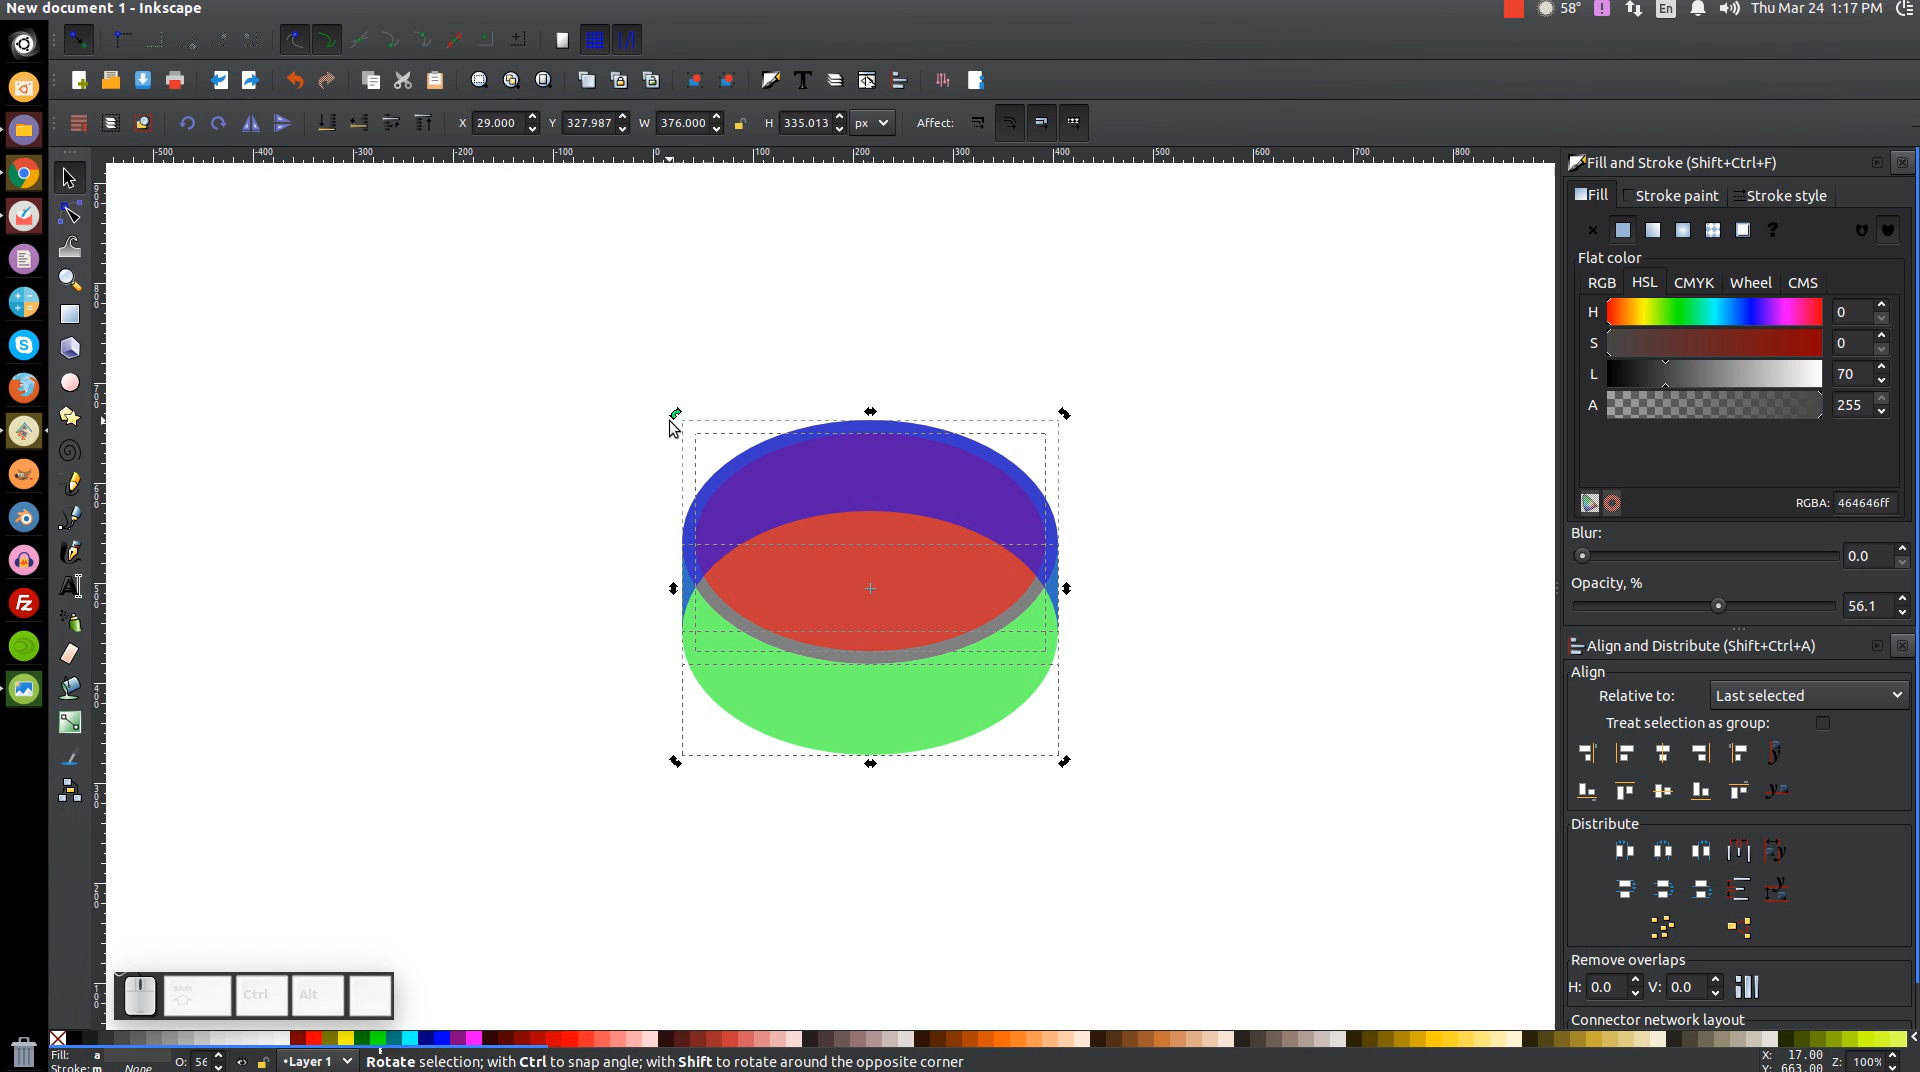 New document 1 - Inkscape
58° En Thu Mar 24 1:17 PM
X 29.000 Y 327.987 W 376.000 H 335.013 px Affect:
-500 -400 -300 -200 -100 0 100 200 300 400 500 600 700 800
Fill and Stroke (Shift+Ctrl+F)
Fill Stroke paint Stroke style
?
Flat color
RGB HSL CMYK Wheel CMS
H 0
S 0
L 70
A 255
RGBA: 464646ff
Blur:
0.0
Opacity, %
56.1
Align and Distribute (Shift+Ctrl+A)
Align
Relative to: Last selected
Treat selection as group:
Distribute
Remove overlaps
H: 0.0 V: 0.0
Connector network layout
Shift Ctrl Alt
Fill: a O: 56 •Layer 1 Rotate selection; with Ctrl to snap angle; with Shift to rotate around the opposite corner X: 17.00 Z: 100%
Stroke: m None Y: 663.00